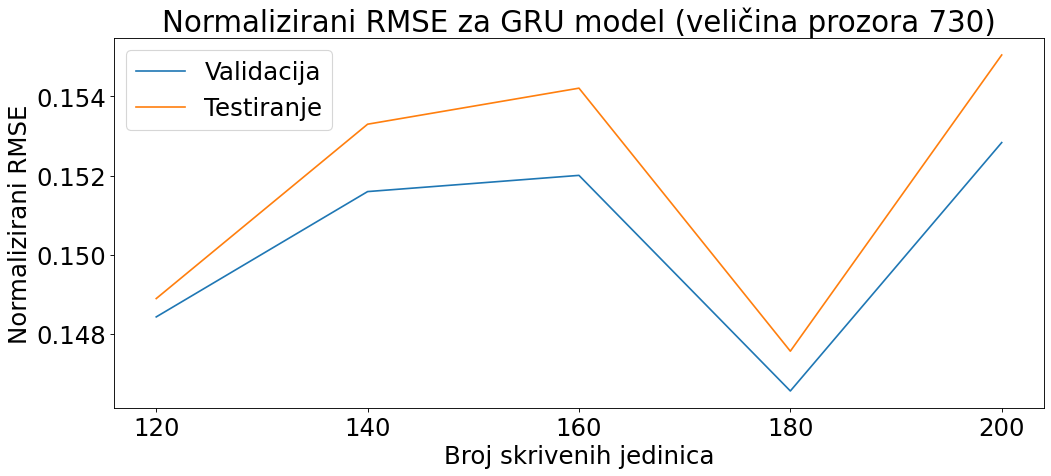 Normalizirani RMSE za GRU model (veličina prozora 730)
Validacija
Testiranje
Normalizirani RMSE
0.154
0.152
0.150
0.148
120 140 160 180 200
Broj skrivenih jedinica